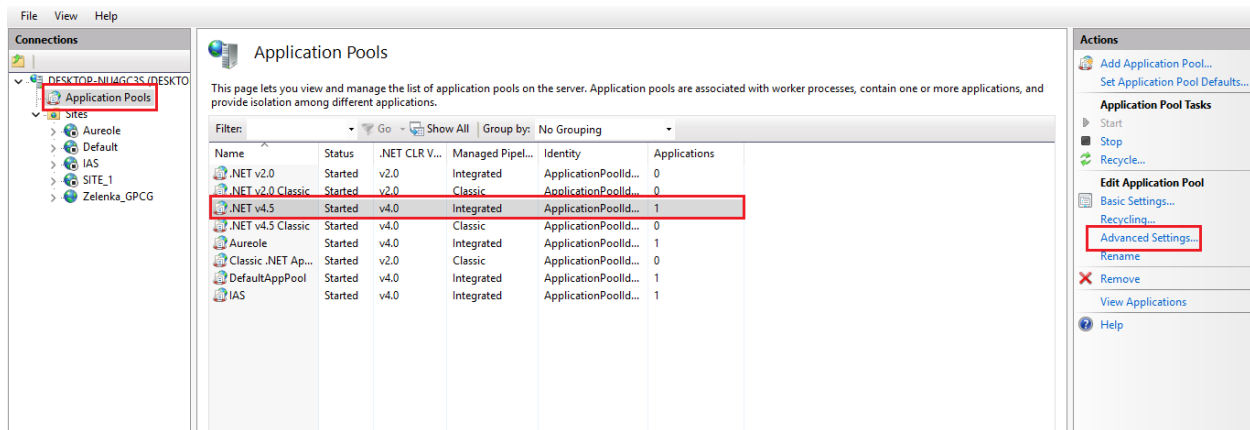 File View Help
Connections
DESKTOP-NU4GC3S (DESKTO
Application Pools
Sites
Aureole
Default
IAS
SITE_1
Zelenka_GPCG
Application Pools
This page lets you view and manage the list of application pools on the server. Application pools are associated with worker processes, contain one or more applications, and
provide isolation among different applications.
Filter: Go Show All Group by: No Grouping
Name Status .NET CLR V... Managed Pipel... Identity Applications
.NET v2.0 Started v2.0 Integrated ApplicationPoolId... 0
.NET v2.0 Classic Started v2.0 Classic ApplicationPoolId... 0
.NET v4.5 Started v4.0 Integrated ApplicationPoolId... 1
.NET v4.5 Classic Started v4.0 Classic ApplicationPoolId... 0
Aureole Started v4.0 Integrated ApplicationPoolId... 1
Classic .NET Ap... Started v2.0 Classic ApplicationPoolId... 0
DefaultAppPool Started v4.0 Integrated ApplicationPoolId... 1
IAS Started v4.0 Integrated ApplicationPoolId... 1
Actions
Add Application Pool...
Set Application Pool Defaults...
Application Pool Tasks
Start
Stop
Recycle...
Edit Application Pool
Basic Settings...
Recycling...
Advanced Settings...
Rename
Remove
View Applications
Help